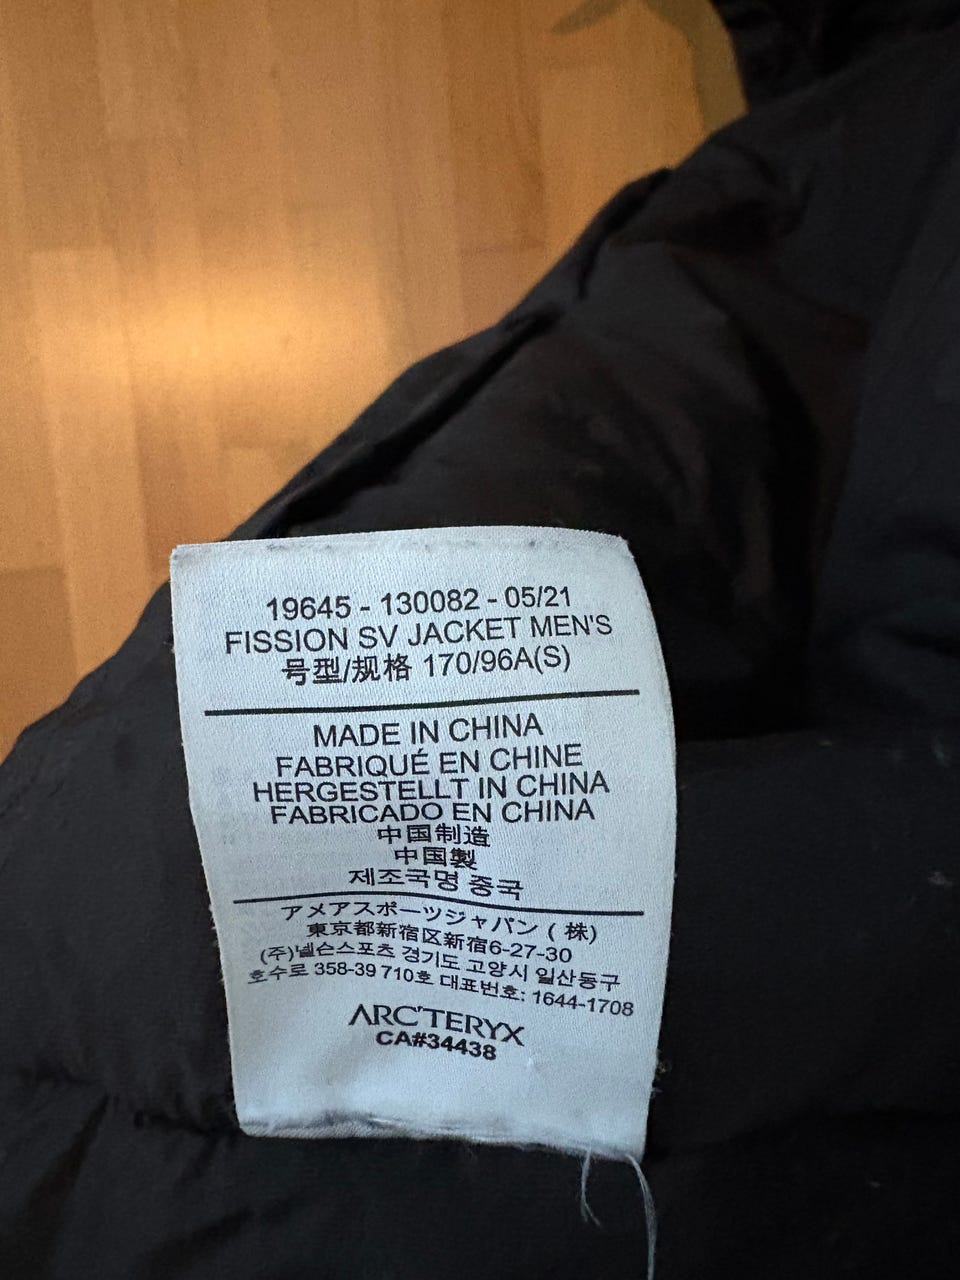 19645 - 130082 - 05/21
FISSION SV JACKET MEN'S
号型/规格 170/96A(S)
MADE IN CHINA
FABRIQUÉ EN CHINE
HERGESTELLT IN CHINA
FABRICADO EN CHINA
中国制造
中国製
제조국명 중국
アメアスポーツジャパン ( 株)
東京都新宿区新宿6-27-30
(주)넬슨스포츠 경기도 고양시 일산동구
호수로 358-39 710호 대표번호: 1644-1708
ARC'TERYX
CA#34438